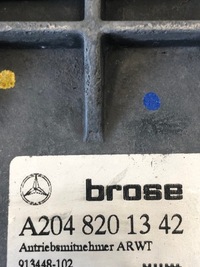 brose
A204 820 13 42
Antriebsmitnehmer ARWT
913448-102